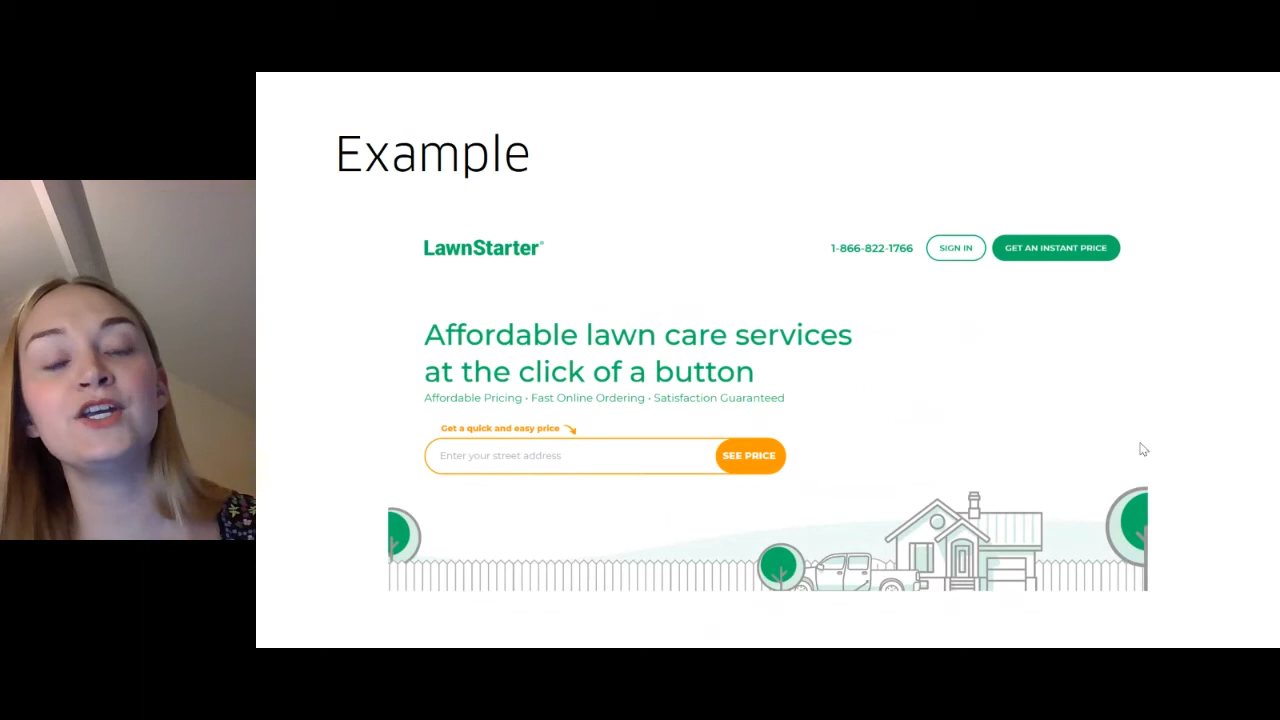 Example
LawnStarter®
1-866-822-1766
SIGN IN
GET AN INSTANT PRICE
Affordable lawn care services
at the click of a button
Affordable Pricing • Fast Online Ordering • Satisfaction Guaranteed
Get a quick and easy price
Enter your street address
SEE PRICE